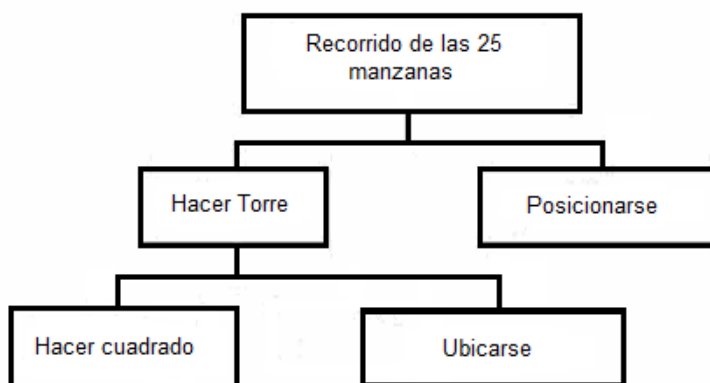 Recorrido de las 25
manzanas
Hacer Torre
Posicionarse
Hacer cuadrado
Ubicarse